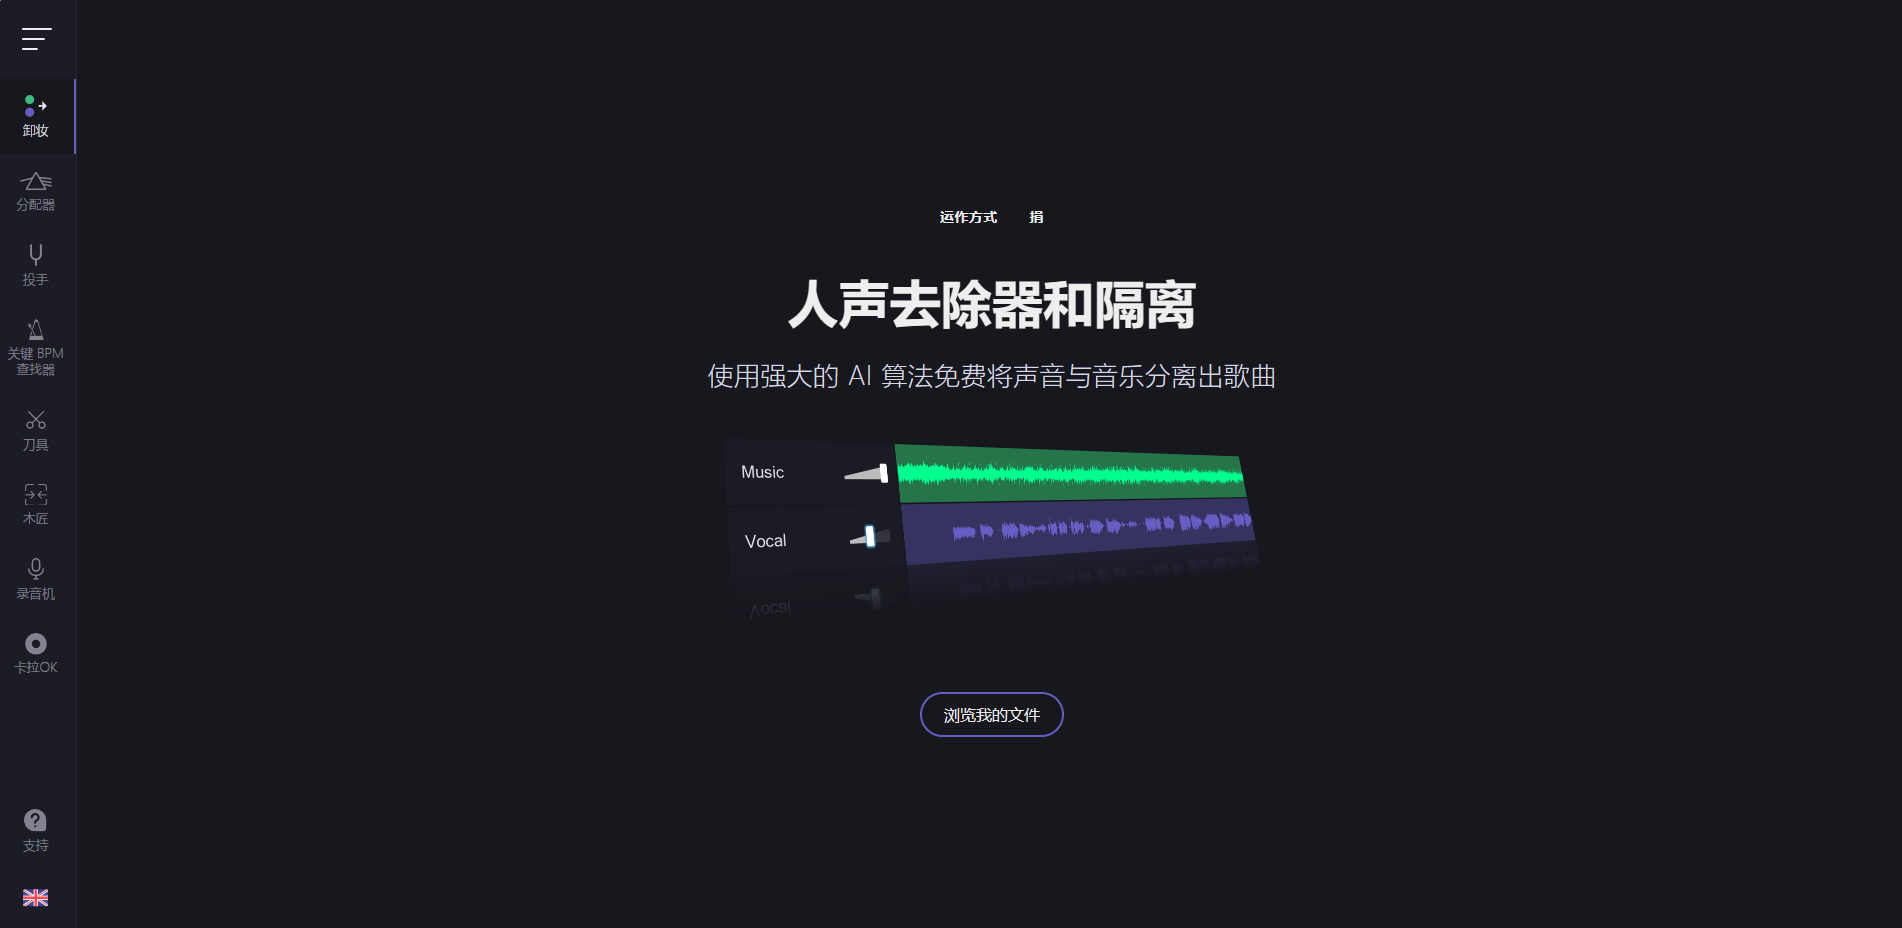 卸妆
分配器
投手
关键 BPM
查找器
刀具
木匠
录音机
卡拉OK
支持
运作方式 捐
人声去除器和隔离
使用强大的 AI 算法免费将声音与音乐分离出歌曲
Music
Vocal
Vocal
浏览我的文件